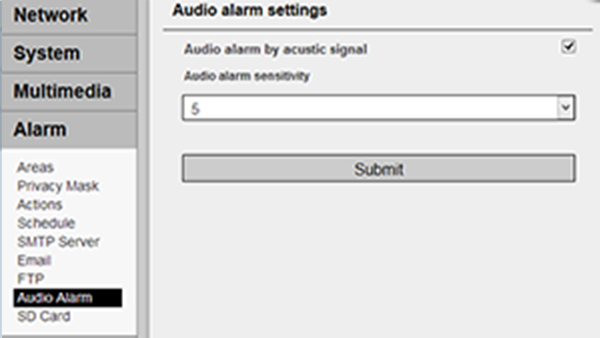 Network
System
Multimedia
Alarm
Areas
Privacy Mask
Actions
Schedule
SMTP Server
Email
FTP
Audio Alarm
SD Card
Audio alarm settings
Audio alarm by acustic signal
Audio alarm sensitivity
5
Submit